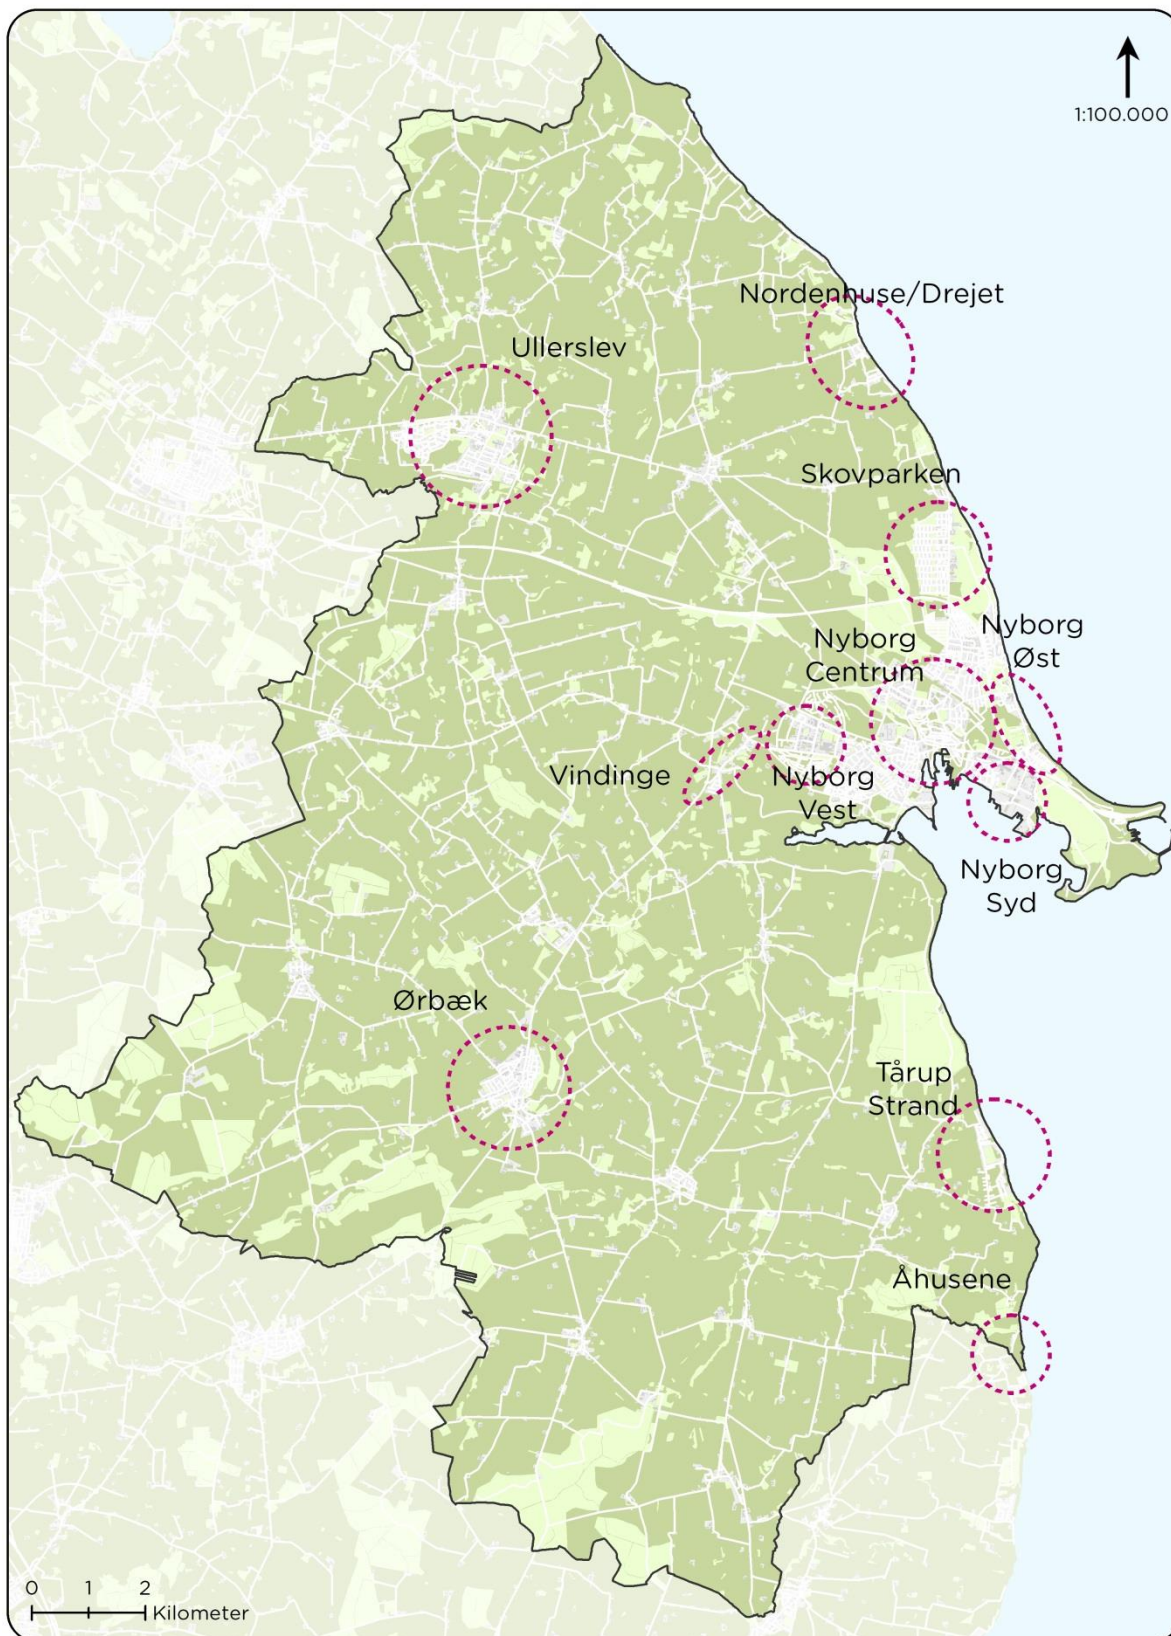 1:100.000
Nordenhuse/Drejet
Ullerslev
Skovparken
Nyborg
Øst
Nyborg
Centrum
Vindinge
Nyborg
Vest
Nyborg
Syd
Ørbæk
Tårup
Strand
Åhusene
0 1 2
Kilometer